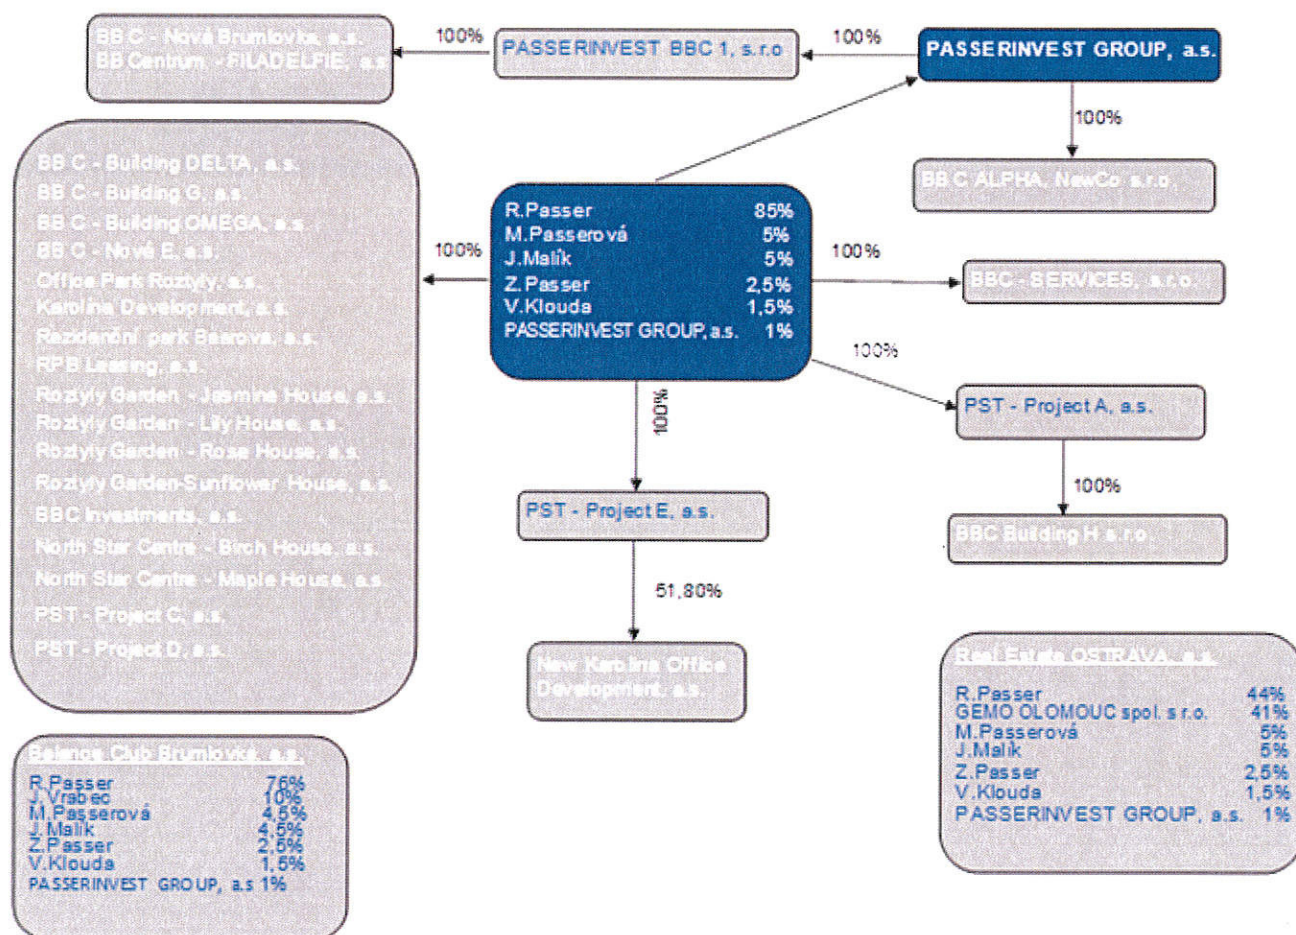 BB C - Nová Brumlovka, a.s.
BB Centrum - FILADELFIE, a.s
100%
PASSERINVEST BBC 1, s.r.o
100%
PASSERINVEST GROUP, a.s.
100%
BB C ALPHA, NewCo s.r.o.
BB C - Building DELTA, a.s.
BB C - Building G, a.s.
BB C - Building OMEGA, a.s.
BB C - Nová E, a.s.
Office Park Roztyly, a.s.
Karolina Development, a.s.
Rezidenční park Baarova, a.s.
RPB Leasing, a.s.
Roztyly Garden - Jasmine House, a.s.
Roztyly Garden - Lily House, a.s.
Roztyly Garden - Rose House, a.s.
Roztyly Garden-Sunflower House, a.s.
BBC Investments, a.s.
North Star Centre - Birch House, a.s.
North Star Centre - Maple House, a.s.
PST - Project C, a.s.
PST - Project D, a.s.
100%
R.Passer 85%
M.Passerová 5%
J.Malík 5%
Z.Passer 2,5%
V.Klouda 1,5%
PASSERINVEST GROUP, a.s. 1%
100%
BBC - SERVICES, s.r.o.
100%
PST - Project A, a.s.
100%
BBC Building H s.r.o.
100%
PST - Project E, a.s.
51,80%
New Karolina Office
Development, a.s.
Balance Club Brumlovka, a.s.
R.Passer 76%
J.Vrabec 10%
M.Passerová 4,5%
J.Malík 4,5%
Z.Passer 2,5%
V.Klouda 1,5%
PASSERINVEST GROUP, a.s 1%
Real Estate OSTRAVA, a.s.
R.Passer 44%
GEMO OLOMOUC spol. s r.o. 41%
M.Passerová 5%
J.Malík 5%
Z.Passer 2,5%
V.Klouda 1,5%
PASSERINVEST GROUP, a.s. 1%